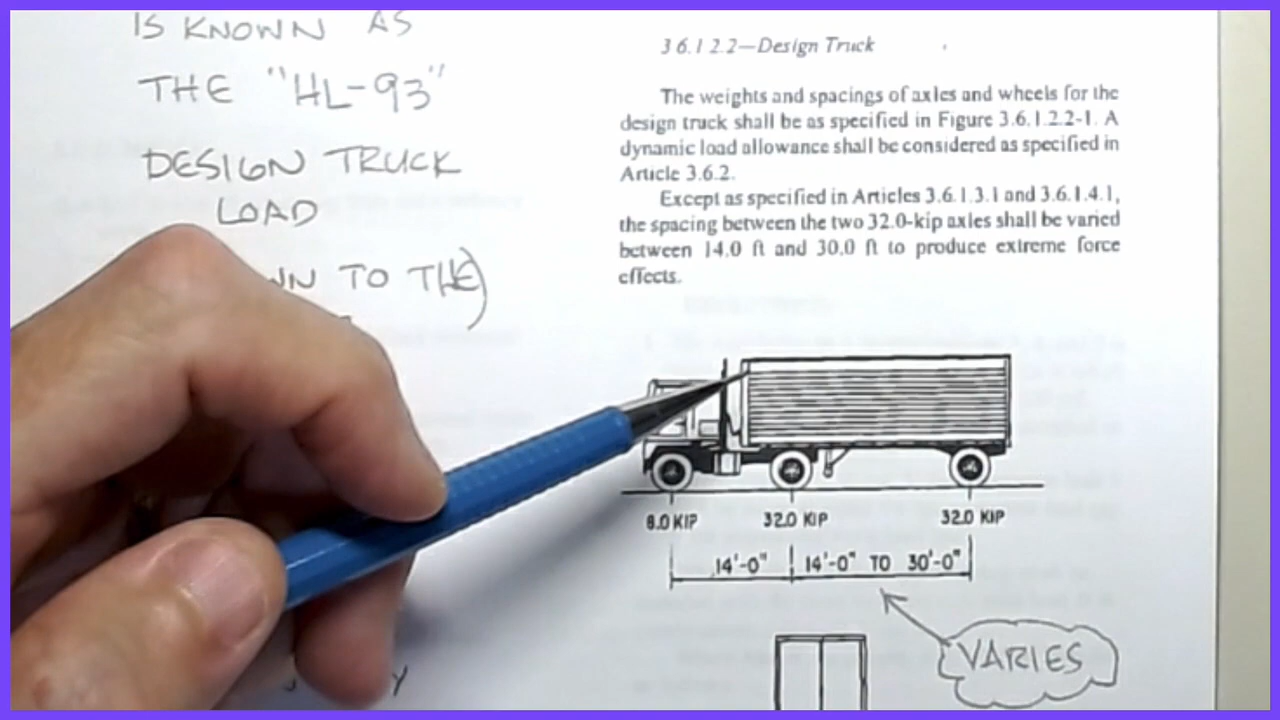 IS KNOWN AS
THE "HL-93"
DESIGN TRUCK
LOAD
TO THE)
3 6.1 2.2—Design Truck
The weights and spacings of axles and wheels for the
design truck shall be as specified in Figure 3.6.1.2.2-1. A
dynamic load allowance shall be considered as specified in
Article 3.6.2.
Except as specified in Articles 3.6.1.3.1 and 3.6.1.4.1,
the spacing between the two 32.0-kip axles shall be varied
between 14.0 ft and 30.0 ft to produce extreme force
effects.
8.0 KIP 32.0 KIP 32.0 KIP
14'-0" 14'-0" TO 30'-0"
VARIES